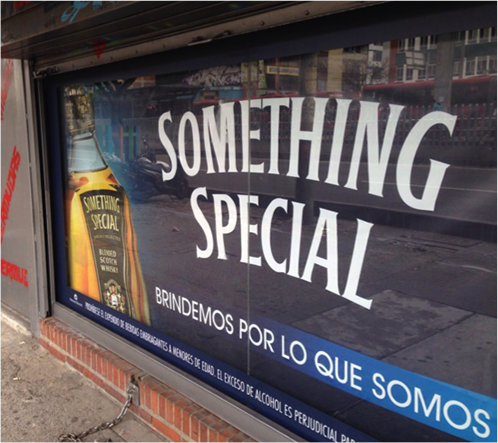 SOMETHING
SPECIAL
SOMETHING
SPECIAL
BLENDED
SCOTCH
WHISKY
BRINDEMOS POR LO QUE SOMOS
PROHÍBESE EL EXPENDIO DE BEBIDAS EMBRIAGANTES A MENORES DE EDAD. EL EXCESO DE ALCOHOL ES PERJUDICIAL